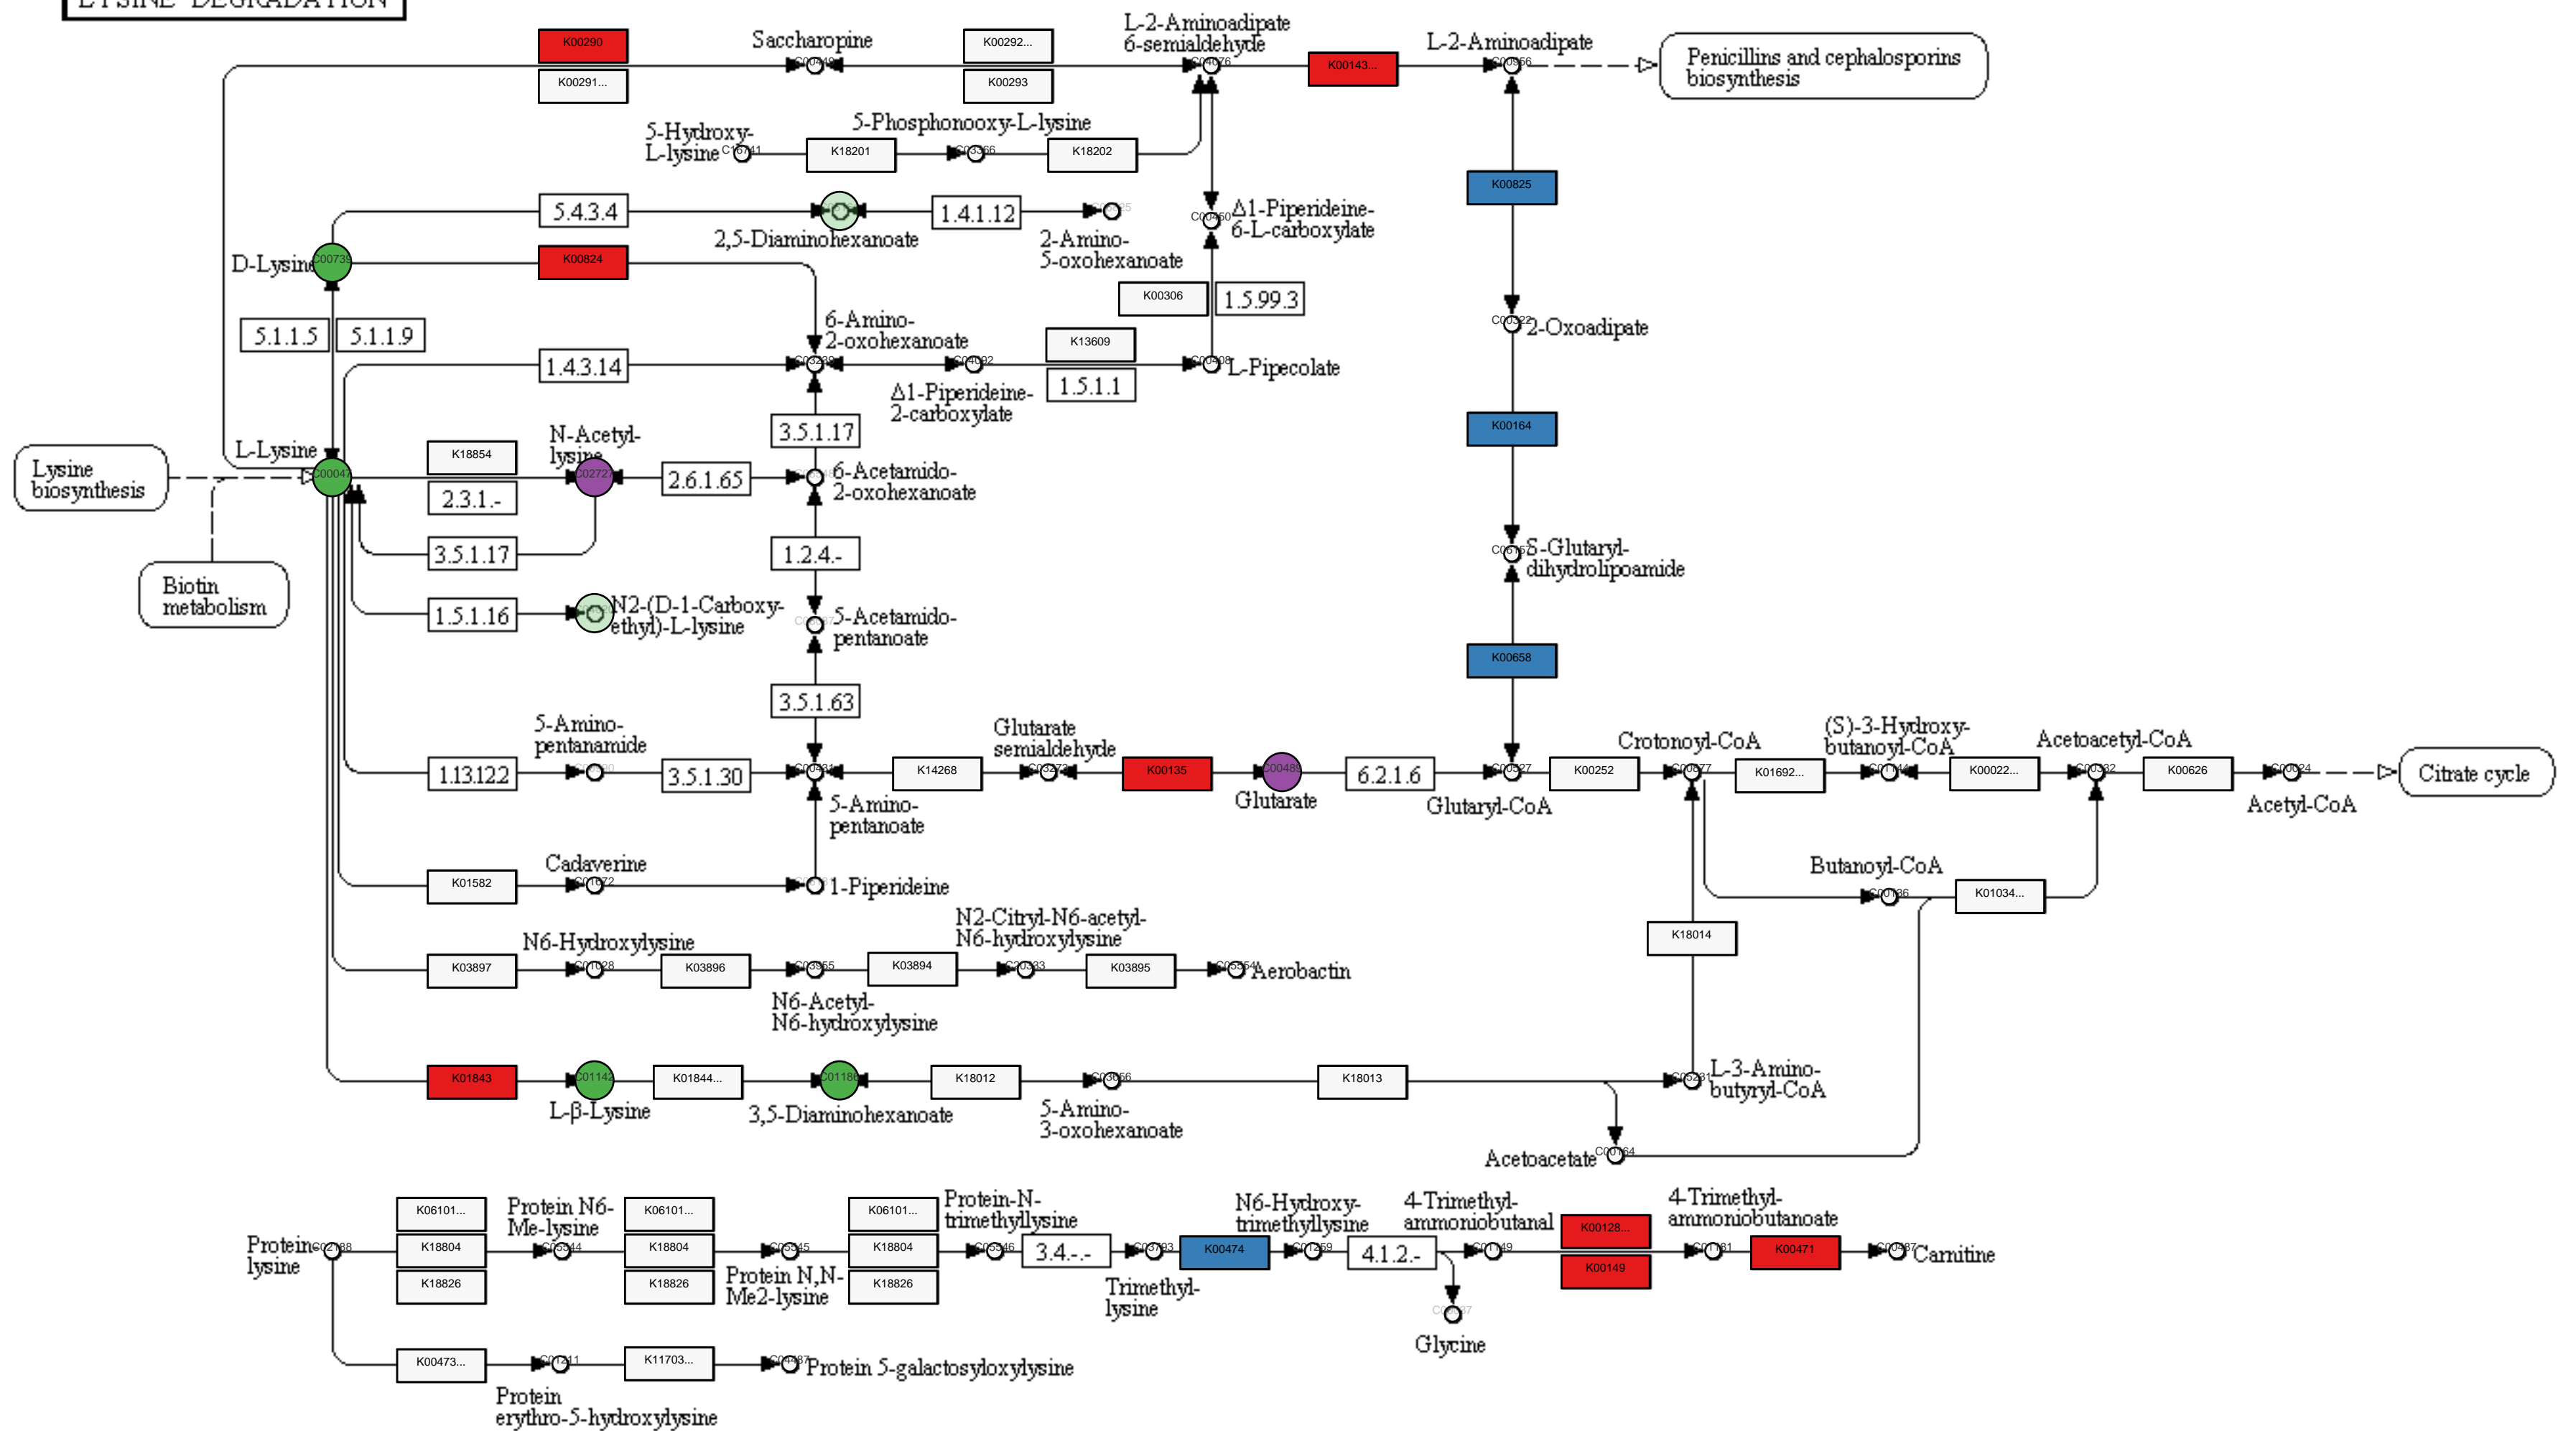 LYSINE DEGRADATION
K00290
Saccharopine
K00292...
L-2-Aminoadipate
6-semialdehyde
L-2-Aminoadipate
K00143...
Penicillins and cephalosporins
biosynthesis
K00291...
K00293
5-Hydroxy-
L-lysine
5-Phosphonooxy-L-lysine
K18201
K18202
K00825
5.4.3.4
1.4.1.12
2,5-Diaminohexanoate
2-Amino-
5-oxohexanoate
Δ1-Piperideine-
6-L-carboxylate
D-Lysine
C00739
K00824
K00306
1.5.99.3
5.1.1.5
5.1.1.9
6-Amino-
2-oxohexanoate
2-Oxoadipate
1.4.3.14
K13609
1.5.1.1
L-Pipecolate
Δ1-Piperideine-
2-carboxylate
3.5.1.17
K00164
L-Lysine
C00047
K18854
2.3.1.-
N-Acetyl-
lysine
C02727
2.6.1.65
6-Acetamido-
2-oxohexanoate
Lysine
biosynthesis
3.5.1.17
1.2.4.-
S-Glutaryl-
dihydrolipoamide
Biotin
metabolism
1.5.1.16
N2-(D-1-Carboxy-
ethyl)-L-lysine
5-Acetamido-
pentanoate
K00658
3.5.1.63
5-Amino-
pentanamide
Glutarate
semialdehyde
Crotonoyl-CoA
(S)-3-Hydroxy-
butanoyl-CoA
Acetoacetyl-CoA
1.13.12.2
3.5.1.30
K14268
K00135
C00489
6.2.1.6
K00252
K01692...
K00022...
K00626
Citrate cycle
Glutarate
Glutaryl-CoA
Acetyl-CoA
5-Amino-
pentanoate
Cadaverine
K01582
1-Piperideine
Butanoyl-CoA
K01034...
N6-Hydroxylysine
N2-Citryl-N6-acetyl-
N6-hydroxylysine
K18014
K03897
K03896
K03894
K03895
Aerobactin
N6-Acetyl-
N6-hydroxylysine
K01843
C01142
K01844...
C01186
K18012
K18013
L-3-Amino-
butyryl-CoA
L-β-Lysine
3,5-Diaminohexanoate
5-Amino-
3-oxohexanoate
Acetoacetate
K06101...
Protein N6-
Me-lysine
K06101...
K06101...
Protein-N-
trimethyllysine
N6-Hydroxy-
trimethyllysine
4-Trimethyl-
ammoniobutanal
4-Trimethyl-
ammoniobutanoate
Protein-
lysine
K18804
K18804
K18804
3.4.-.-
K00474
4.1.2.-
K00128...
K00149
K00471
Carnitine
K18826
K18826
Protein N,N-
Me2-lysine
K18826
Trimethyl-
lysine
Glycine
K00473...
K11703...
Protein 5-galactosyloxylysine
Protein
erythro-5-hydroxylysine